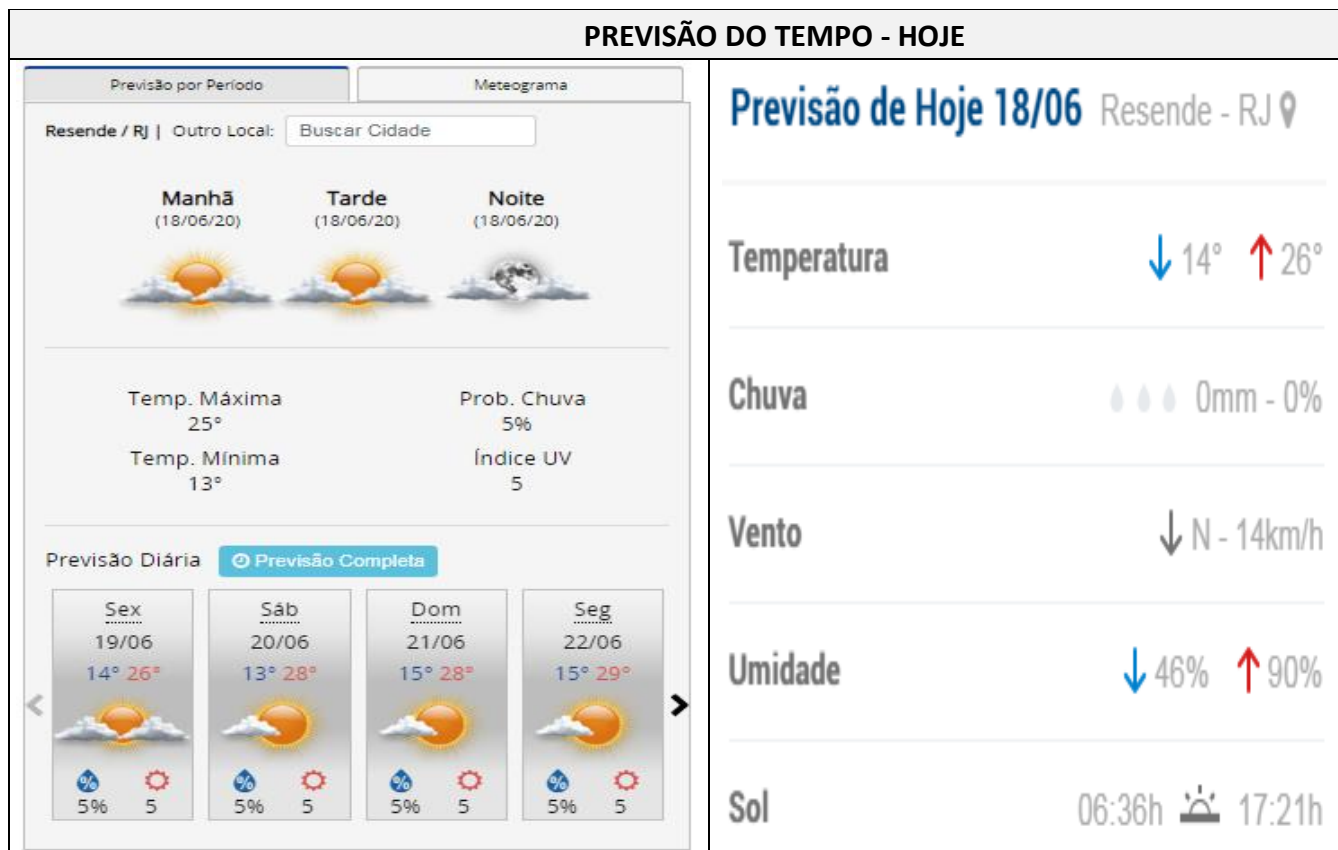 PREVISÃO DO TEMPO - HOJE
Previsão por Período
Meteograma
Resende / RJ | Outro Local: Buscar Cidade
Manhã Tarde Noite
(18/06/20) (18/06/20) (18/06/20)
Temp. Máxima Prob. Chuva
25° 5%
Temp. Mínima Índice UV
13° 5
Previsão Diária Previsão Completa
Sex Sáb Dom Seg
19/06 20/06 21/06 22/06
14° 26° 13° 28° 15° 28° 15° 29°
% % % %
5% 5 5% 5 5% 5 5% 5
Previsão de Hoje 18/06 Resende - RJ
Temperatura 14° 26°
Chuva 0mm - 0%
Vento N - 14km/h
Umidade 46% 90%
Sol 06:36h 17:21h